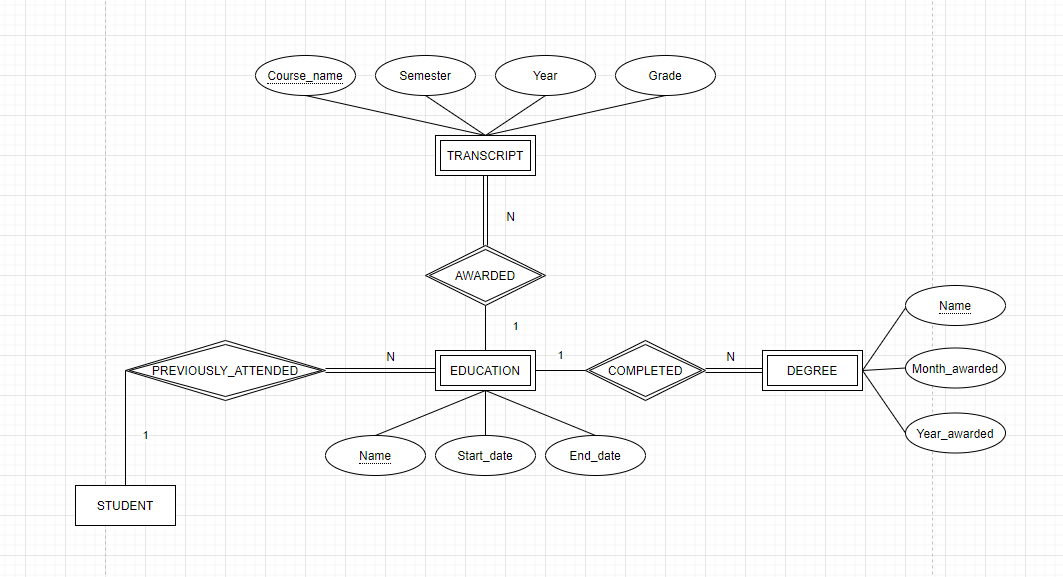 Course_name
Semester
Year
Grade
TRANSCRIPT
N
AWARDED
1
Name
PREVIOUSLY_ATTENDED
N
EDUCATION
1
COMPLETED
N
DEGREE
Month_awarded
Year_awarded
1
Name
Start_date
End_date
STUDENT